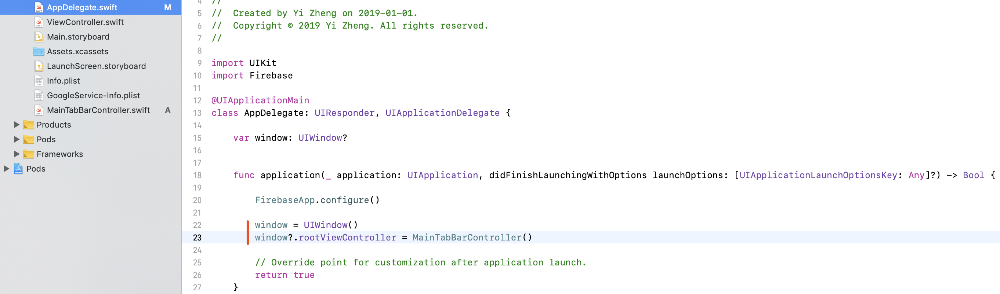 AppDelegate.swift M
ViewController.swift
Main.storyboard
Assets.xcassets
LaunchScreen.storyboard
Info.plist
GoogleService-Info.plist
MainTabBarController.swift A
Products
Pods
Frameworks
Pods
4 //
5 // Created by Yi Zheng on 2019-01-01.
6 // Copyright © 2019 Yi Zheng. All rights reserved.
7 //
8
9 import UIKit
10 import Firebase
11
12 @UIApplicationMain
13 class AppDelegate: UIResponder, UIApplicationDelegate {
14
15 var window: UIWindow?
16
17
18 func application(_ application: UIApplication, didFinishLaunchingWithOptions launchOptions: [UIApplicationLaunchOptionsKey: Any]?) -> Bool {
19
20 FirebaseApp.configure()
21
22 window = UIWindow()
23 window?.rootViewController = MainTabBarController()
24
25 // Override point for customization after application launch.
26 return true
27 }